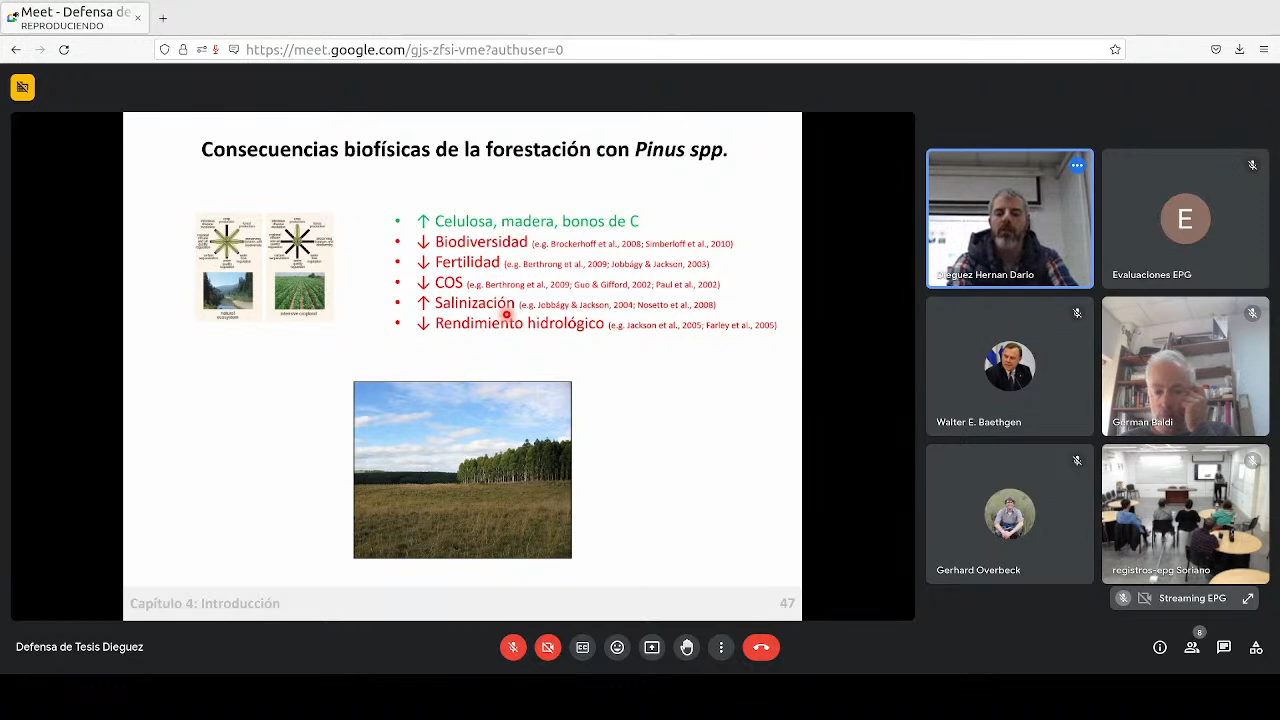 Meet - Defensa de
REPRODUCIENDO
https://meet.google.com/gjs-zfsi-vme?authuser=0
Consecuencias biofísicas de la forestación con Pinus spp.
• ↑ Celulosa, madera, bonos de C
• ↓ Biodiversidad (e.g. Brockerhoff et al., 2008; Simberloff et al., 2010)
• ↓ Fertilidad (e.g. Berthrong et al., 2009; Jobbágy & Jackson, 2003)
• ↓ COS (e.g. Berthrong et al., 2009; Guo & Gifford, 2002; Paul et al., 2002)
• ↑ Salinización (e.g. Jobbágy & Jackson, 2004; Nosetto et al., 2008)
• ↓ Rendimiento hidrológico (e.g. Jackson et al., 2005; Farley et al., 2005)
natural
ecosystem
intensive cropland
Capítulo 4: Introducción
47
Dieguez Hernan Dario
E
Evaluaciones EPG
Walter E. Baethgen
German Baldi
Gerhard Overbeck
registros-epg Soriano
Streaming EPG
Defensa de Tesis Dieguez
8